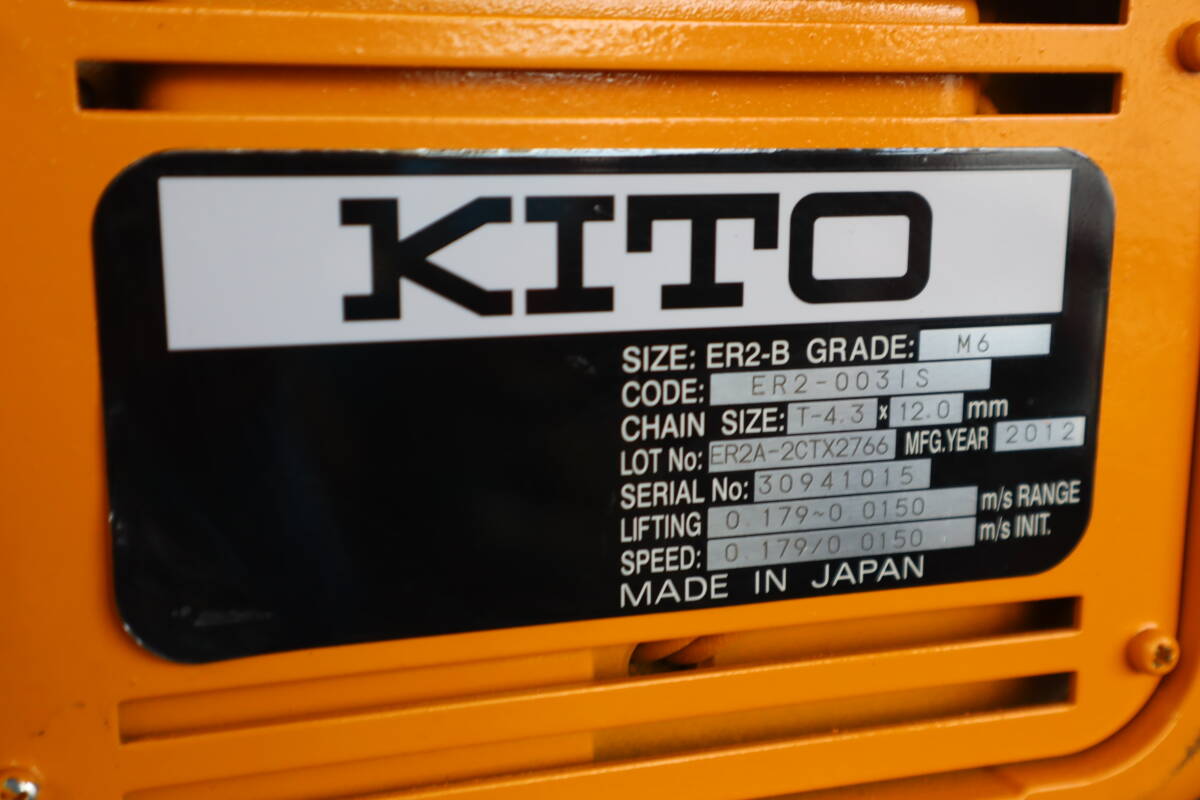 KITO
SIZE: ER2-B GRADE: M6
CODE: ER2-003IS
CHAIN SIZE: T-4.3 x 12.0 mm
LOT No: ER2A-2CTX2766 MFG.YEAR 2012
SERIAL No: 30941015
LIFTING 0.179~0.0150 m/s RANGE
SPEED: 0.179/0.0150 m/s INIT.
MADE IN JAPAN